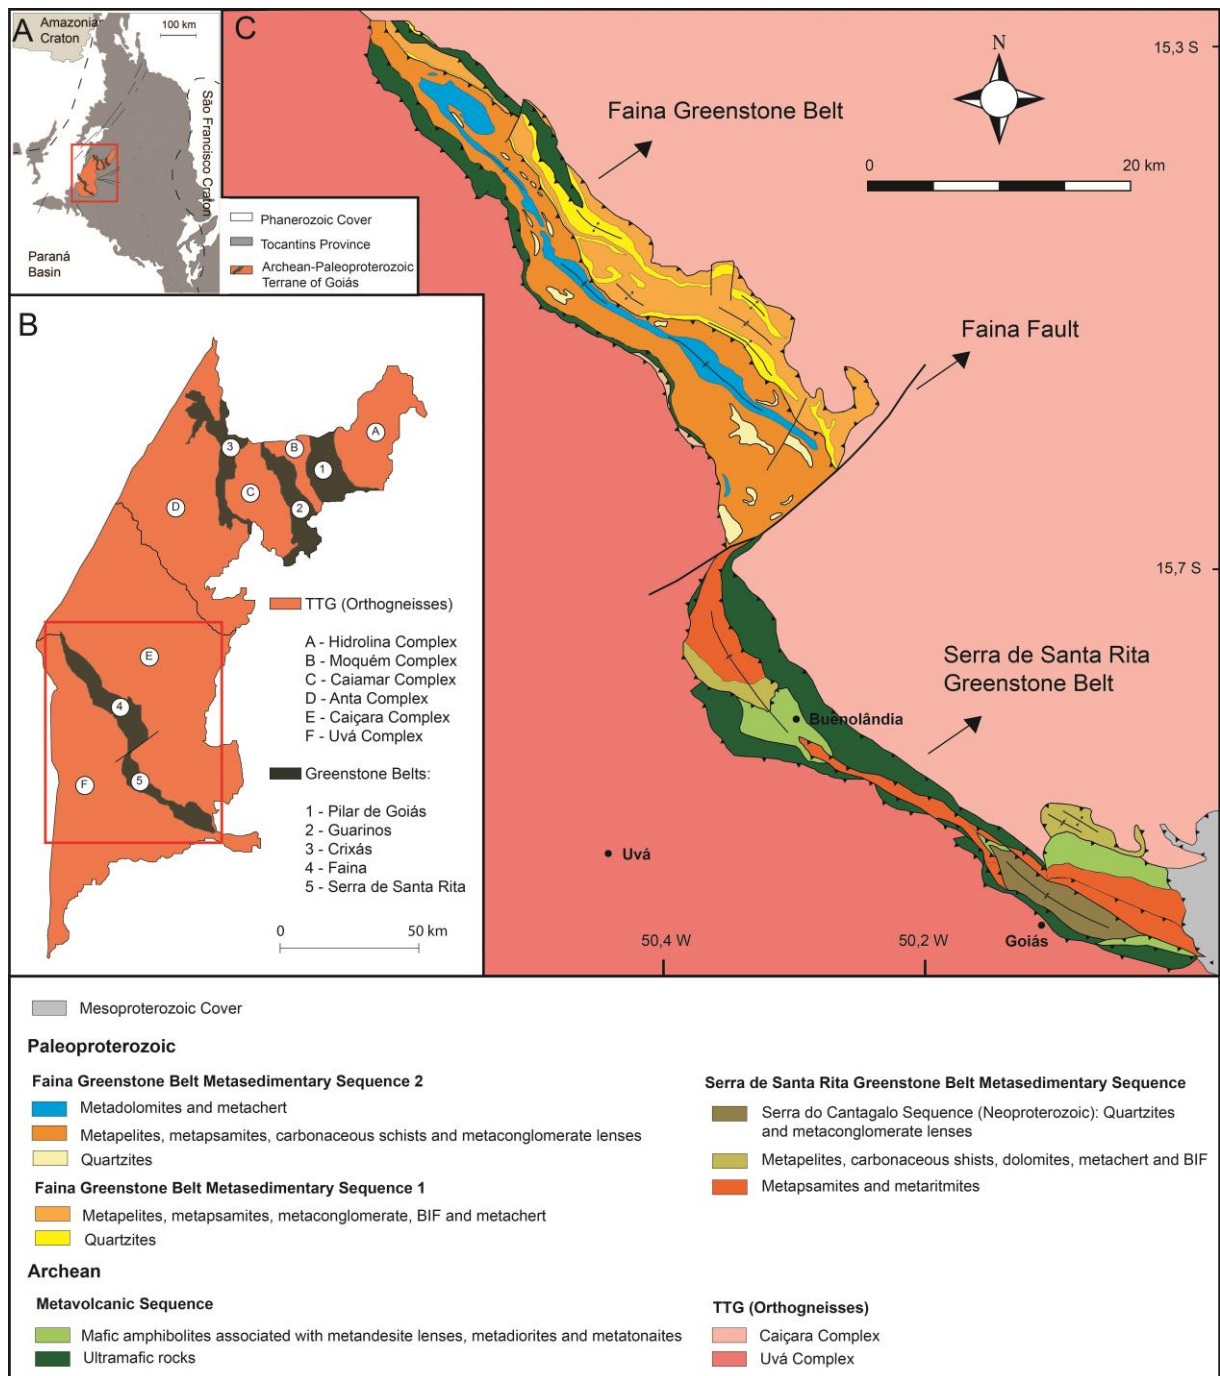 A
Amazonia
Craton
100 km
São Francisco Craton
Paraná
Basin
Phanerozoic Cover
Tocantins Province
Archean-Paleoproterozoic
Terrane of Goiás
B
A
B
C
D
E
F
1
2
3
4
5
TTG (Orthogneisses)
A - Hidrolina Complex
B - Moquém Complex
C - Caiamar Complex
D - Anta Complex
E - Caiçara Complex
F - Uvá Complex
Greenstone Belts:
1 - Pilar de Goiás
2 - Guarinos
3 - Crixás
4 - Faina
5 - Serra de Santa Rita
0 50 km
C
N
15,3 S
Faina Greenstone Belt
0 20 km
Faina Fault
15,7 S
Serra de Santa Rita
Greenstone Belt
Buenolândia
Uvá
Goiás
50,4 W
50,2 W
Mesoproterozoic Cover
Paleoproterozoic
Faina Greenstone Belt Metasedimentary Sequence 2
Metadolomites and metachert
Metapelites, metapsamites, carbonaceous schists and metaconglomerate lenses
Quartzites
Faina Greenstone Belt Metasedimentary Sequence 1
Metapelites, metapsamites, metaconglomerate, BIF and metachert
Quartzites
Serra de Santa Rita Greenstone Belt Metasedimentary Sequence
Serra do Cantagalo Sequence (Neoproterozoic): Quartzites
and metaconglomerate lenses
Metapelites, carbonaceous shists, dolomites, metachert and BIF
Metapsamites and metaritmites
Archean
Metavolcanic Sequence
Mafic amphibolites associated with metandesite lenses, metadiorites and metatonaites
Ultramafic rocks
TTG (Orthogneisses)
Caiçara Complex
Uvá Complex